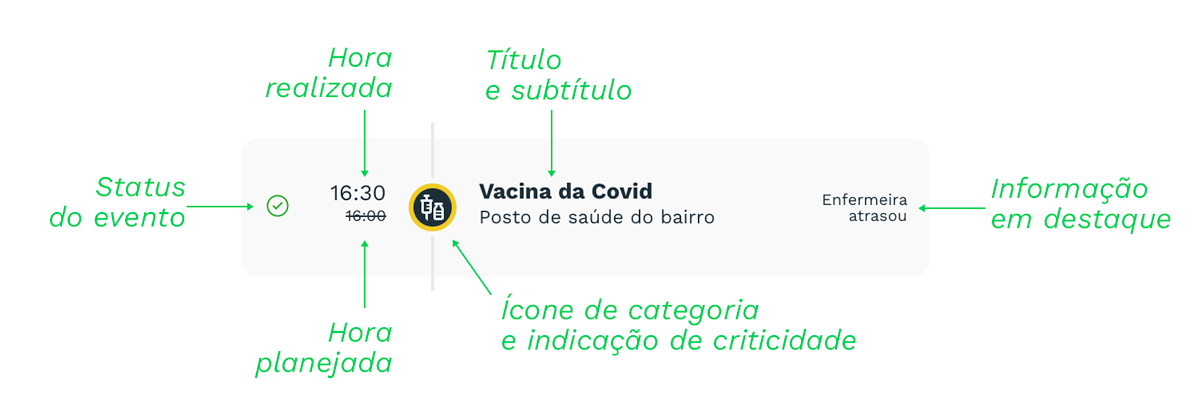 Hora
realizada
Título
e subtítulo
Status
do evento
16:30
16:00
Vacina da Covid
Posto de saúde do bairro
Enfermeira
atrasou
Informação
em destaque
Hora
planejada
Ícone de categoria
e indicação de criticidade